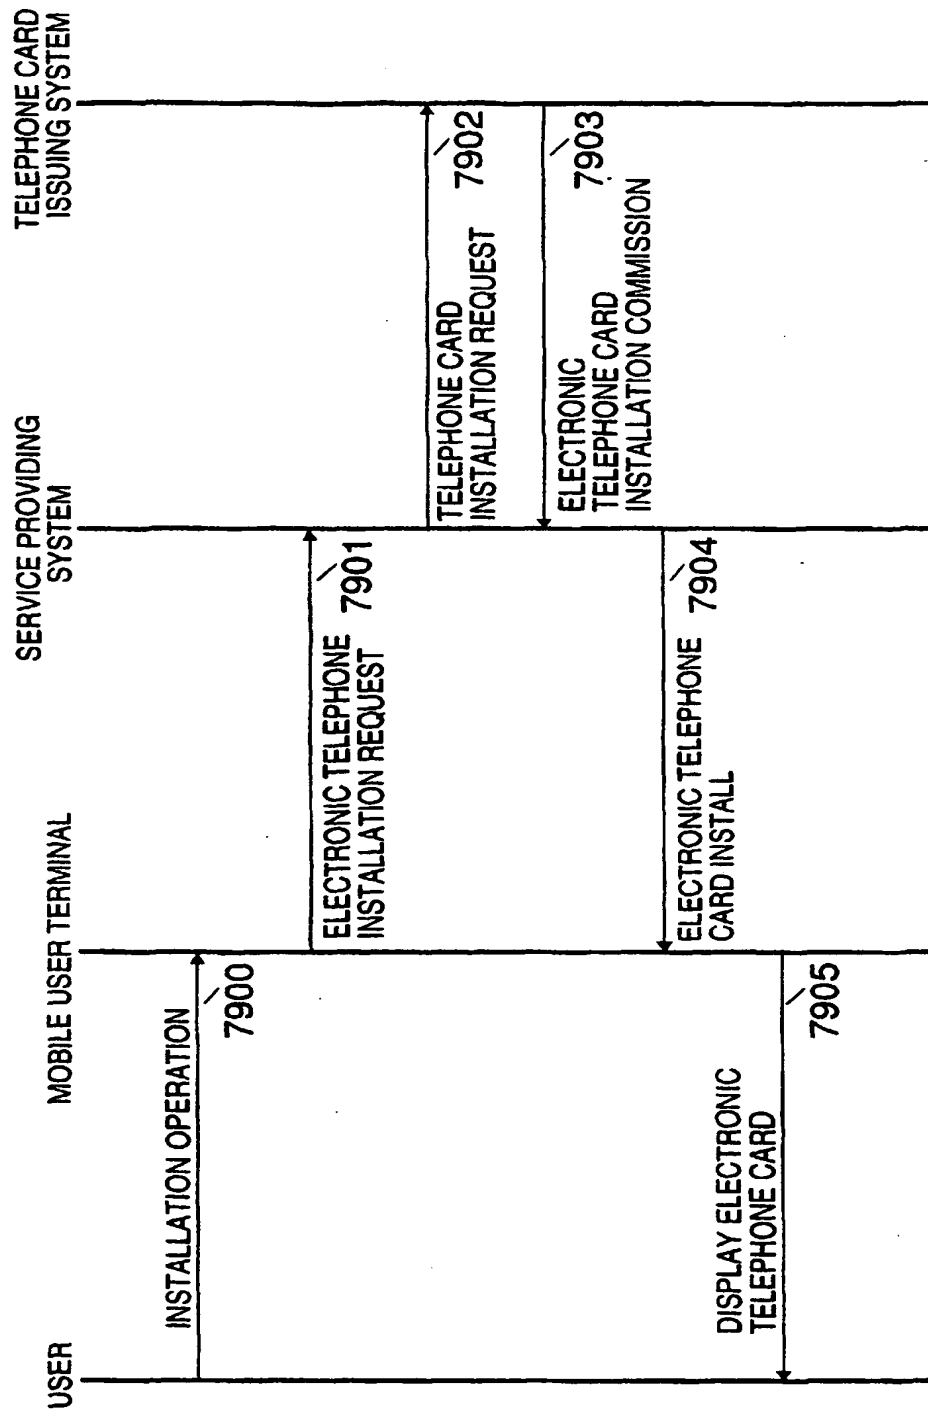 USER
MOBILE USER TERMINAL
SERVICE PROVIDING
SYSTEM
TELEPHONE CARD
ISSUING SYSTEM
INSTALLATION OPERATION
7900
ELECTRONIC TELEPHONE
INSTALLATION REQUEST
7901
TELEPHONE CARD
INSTALLATION REQUEST
7902
ELECTRONIC
TELEPHONE CARD
INSTALLATION COMMISSION
7903
ELECTRONIC TELEPHONE
CARD INSTALL
7904
DISPLAY ELECTRONIC
TELEPHONE CARD
7905